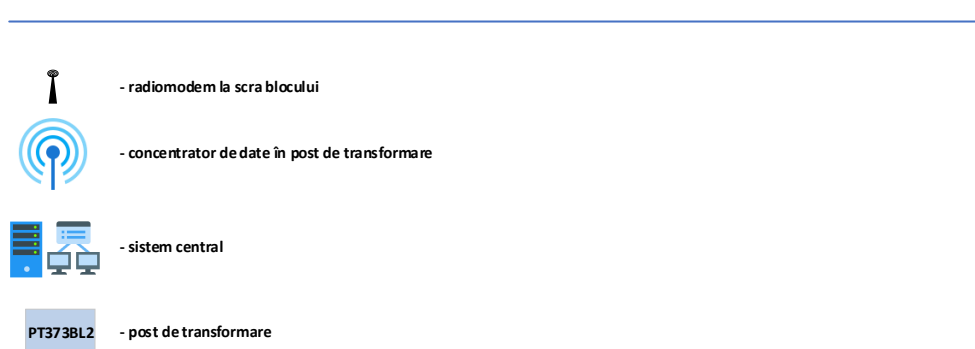 - radiomodem la scra blocului
- concentrator de date în post de transformare
- sistem central
PT373BL2 - post de transformare